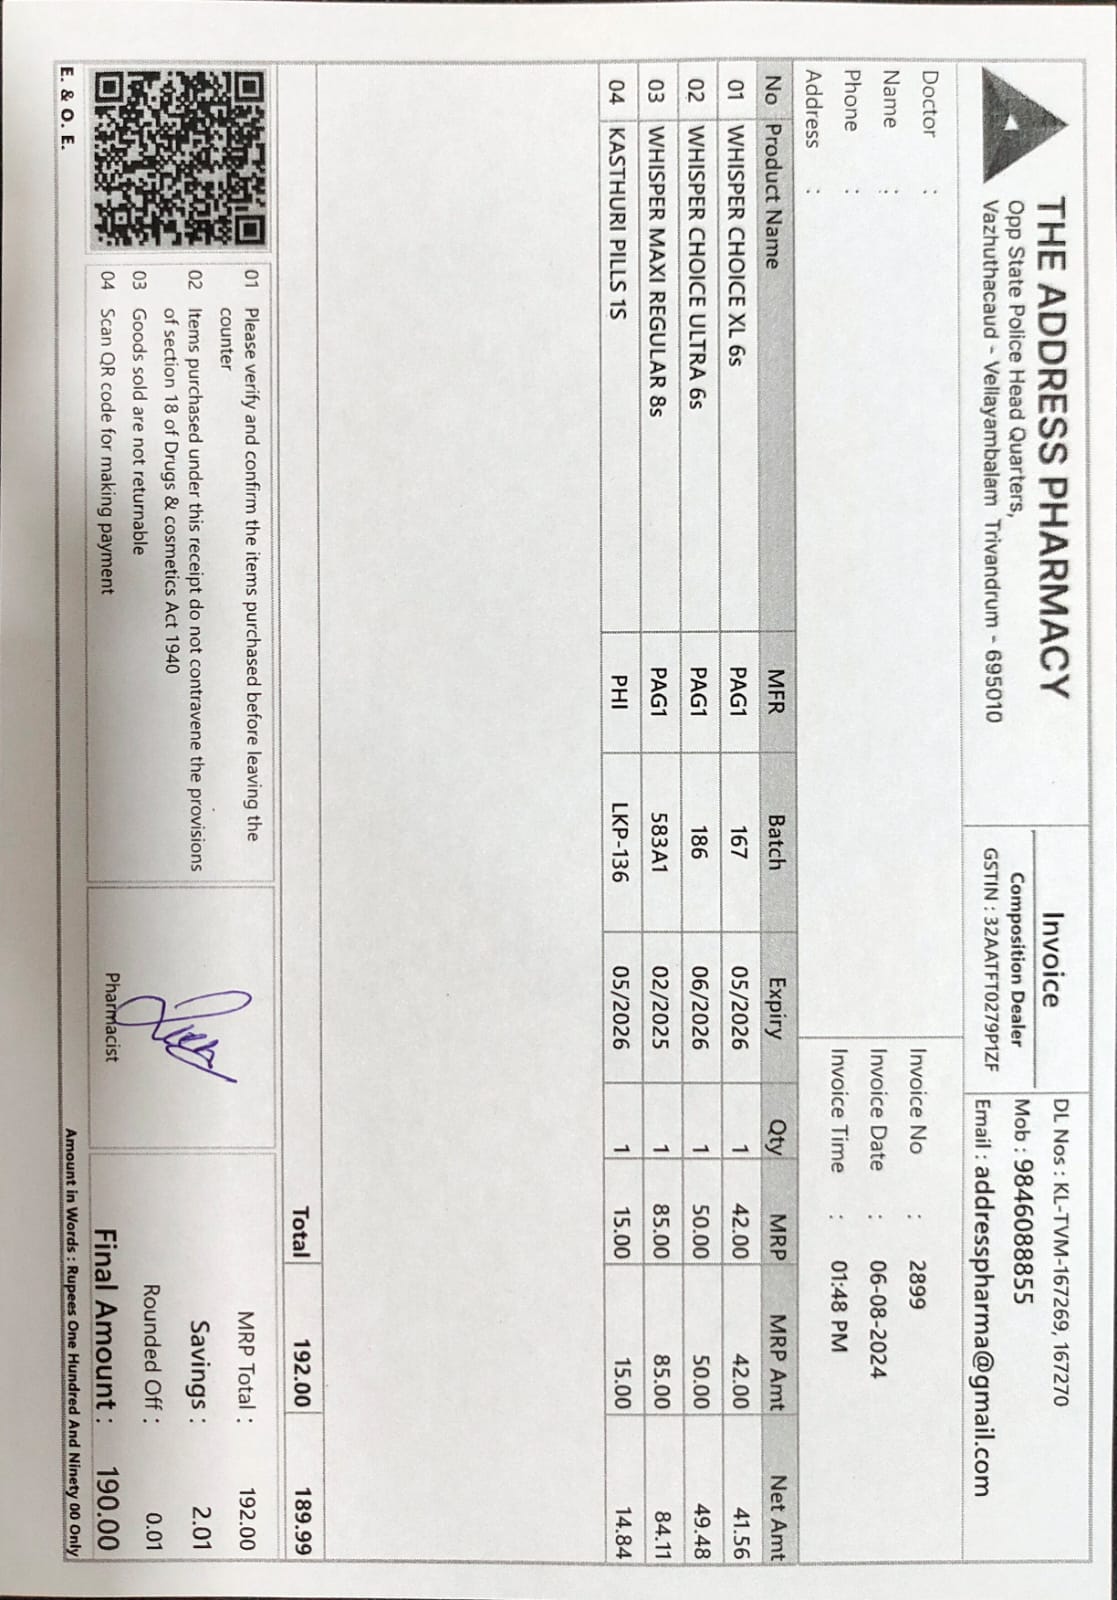 THE ADDRESS PHARMACY
Opp State Police Head Quarters,
Vazhuthacaud - Vellayambalam Trivandrum - 695010
Invoice
Composition Dealer
GSTIN : 32AATFT0279P1ZF
DL Nos : KL-TVM-167269, 167270
Mob : 9846088855
Email : addresspharma@gmail.com
Doctor :
Name :
Phone :
Address :
Invoice No : 2899
Invoice Date : 06-08-2024
Invoice Time : 01:48 PM
No Product Name MFR Batch Expiry Qty MRP MRP Amt Net Amt
01 WHISPER CHOICE XL 6s PAG1 167 05/2026 1 42.00 42.00 41.56
02 WHISPER CHOICE ULTRA 6s PAG1 186 06/2026 1 50.00 50.00 49.48
03 WHISPER MAXI REGULAR 8s PAG1 583A1 02/2025 1 85.00 85.00 84.11
04 KASTHURI PILLS 1S PHI LKP-136 05/2026 1 15.00 15.00 14.84
Total 192.00 189.99
01 Please verify and confirm the items purchased before leaving the
counter
02 Items purchased under this receipt do not contravene the provisions
of section 18 of Drugs & cosmetics Act 1940
03 Goods sold are not returnable
04 Scan QR code for making payment
Pharmacist
MRP Total : 192.00
Savings : 2.01
Rounded Off : 0.01
Final Amount : 190.00
E. & O. E.
Amount in Words : Rupees One Hundred And Ninety 00 Only